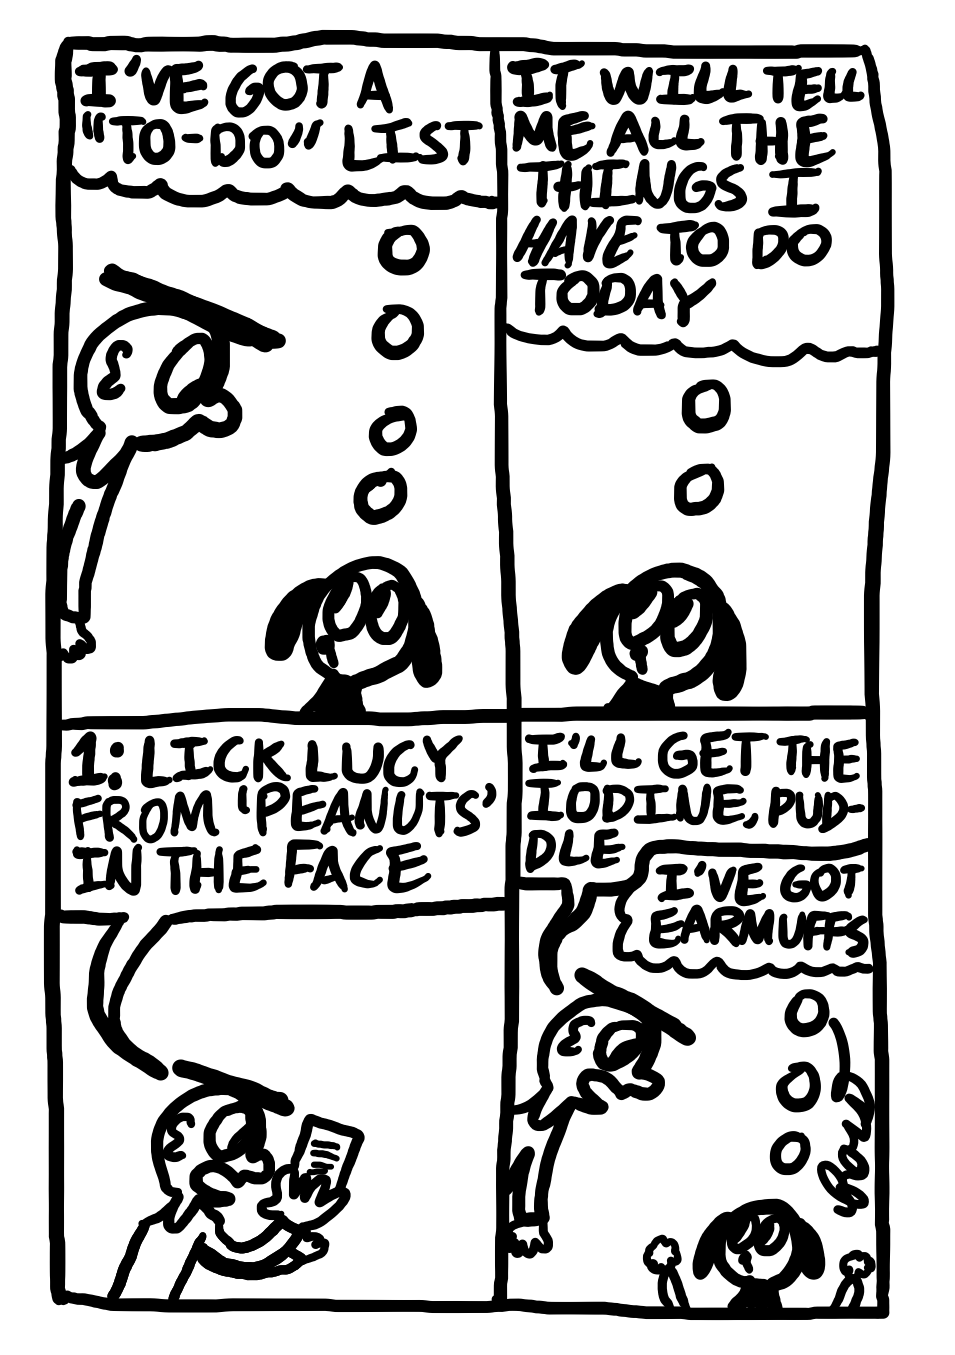 I'VE GOT A
"TO-DO" LIST
IT WILL TELL
ME ALL THE
THINGS I
HAVE TO DO
TODAY
1: LICK LUCY
FROM 'PEANUTS'
IN THE FACE
I'LL GET THE
IODINE, PUD-
DLE
I'VE GOT
EARMUFFS